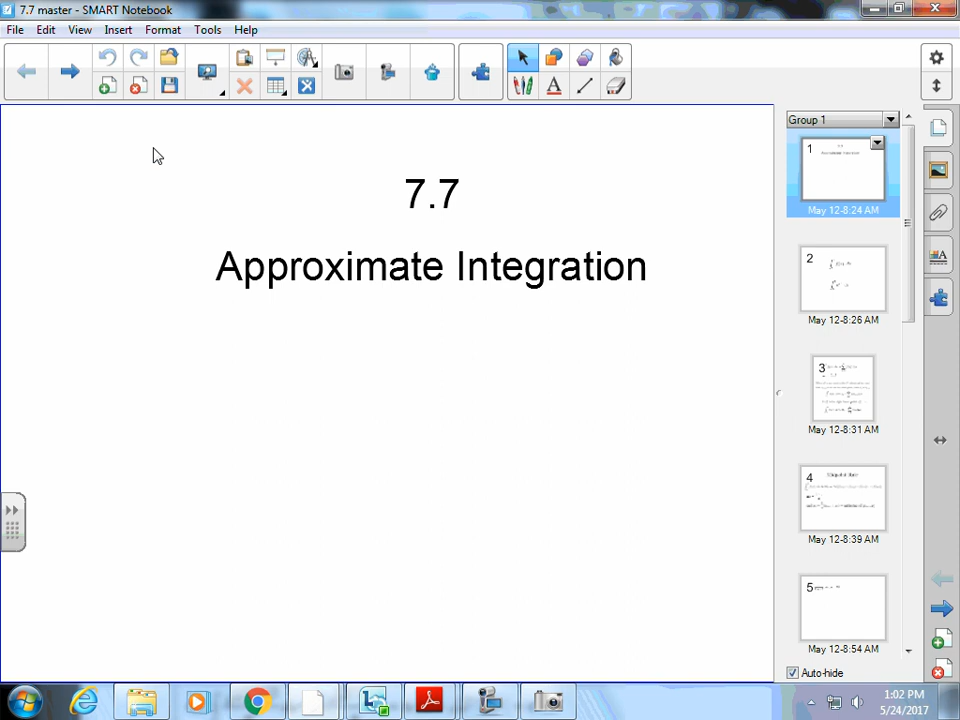 7.7 master - SMART Notebook
File Edit View Insert Format Tools Help
7.7
Approximate Integration
Group 1
1
May 12-8:24 AM
2
May 12-8:26 AM
3
May 12-8:31 AM
4
May 12-8:39 AM
5
May 12-8:54 AM
Auto-hide
1:02 PM
5/24/2017